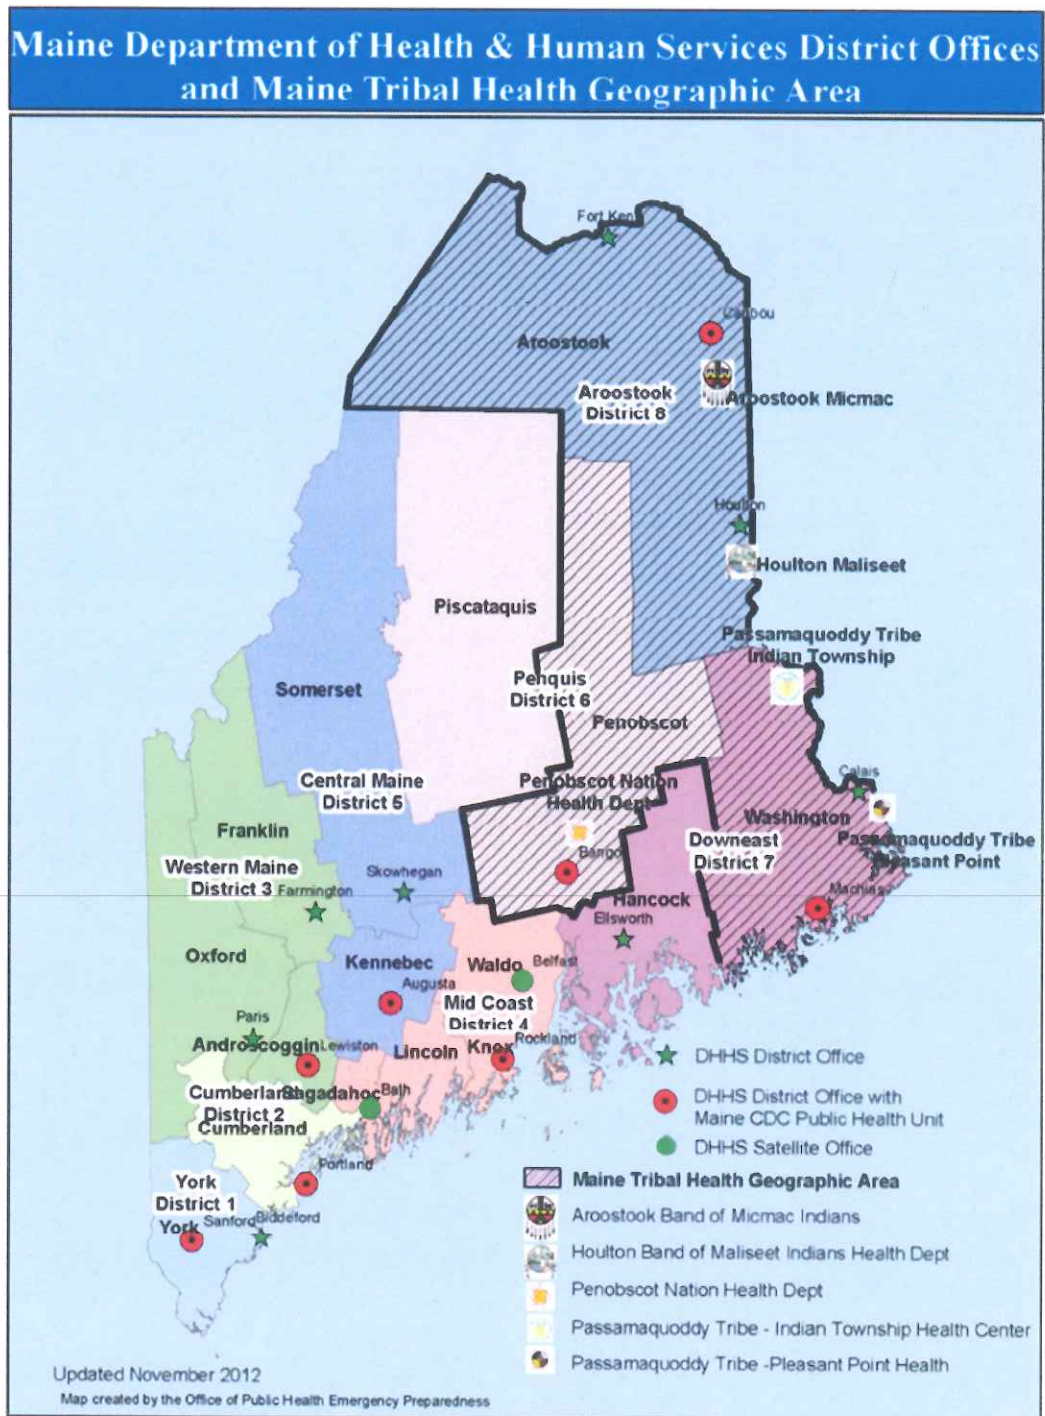 Maine Department of Health & Human Services District Offices
and Maine Tribal Health Geographic Area
Fort Kent
Caribou
Aroostook
Aroostook
District 8
Aroostook Micmac
Houlton
Houlton Maliseet
Piscataquis
Passamaquoddy Tribe
Indian Township
Somerset
Penquis
District 6
Penobscot
Central Maine
District 5
Penobscot Nation
Health Dept
Calais
Washington
Franklin
Downeast
District 7
Passamaquoddy Tribe
Pleasant Point
Western Maine
District 3
Farmington
Skowhegan
Bangor
Machias
Hancock
Ellsworth
Oxford
Kennebec
Waldo
Belfast
Augusta
Mid Coast
District 4
Paris
Androscoggin
Lewiston
Lincoln
Knox
Rockland
Cumberland
District 2
Sagadahoc
Bath
Cumberland
Portland
York
District 1
York
Sanford
Biddeford
DHHS District Office
DHHS District Office with
Maine CDC Public Health Unit
DHHS Satellite Office
Maine Tribal Health Geographic Area
Aroostook Band of Micmac Indians
Houlton Band of Maliseet Indians Health Dept
Penobscot Nation Health Dept
Passamaquoddy Tribe - Indian Township Health Center
Passamaquoddy Tribe -Pleasant Point Health
Updated November 2012
Map created by the Office of Public Health Emergency Preparedness